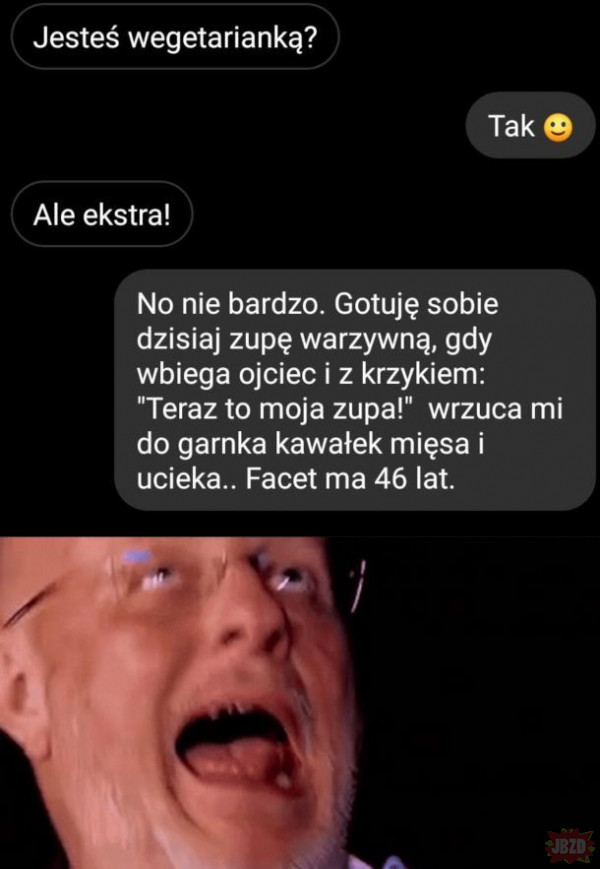 Jesteś wegetarianką?
Tak 🙂
Ale ekstra!
No nie bardzo. Gotuję sobie
dzisiaj zupę warzywną, gdy
wbiega ojciec i z krzykiem:
"Teraz to moja zupa!" wrzuca mi
do garnka kawałek mięsa i
ucieka.. Facet ma 46 lat.
JBZD